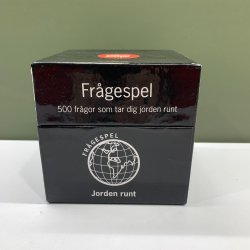 Frågespel
500 frågor som tar dig jorden runt
FRÅGESPEL
Jorden runt